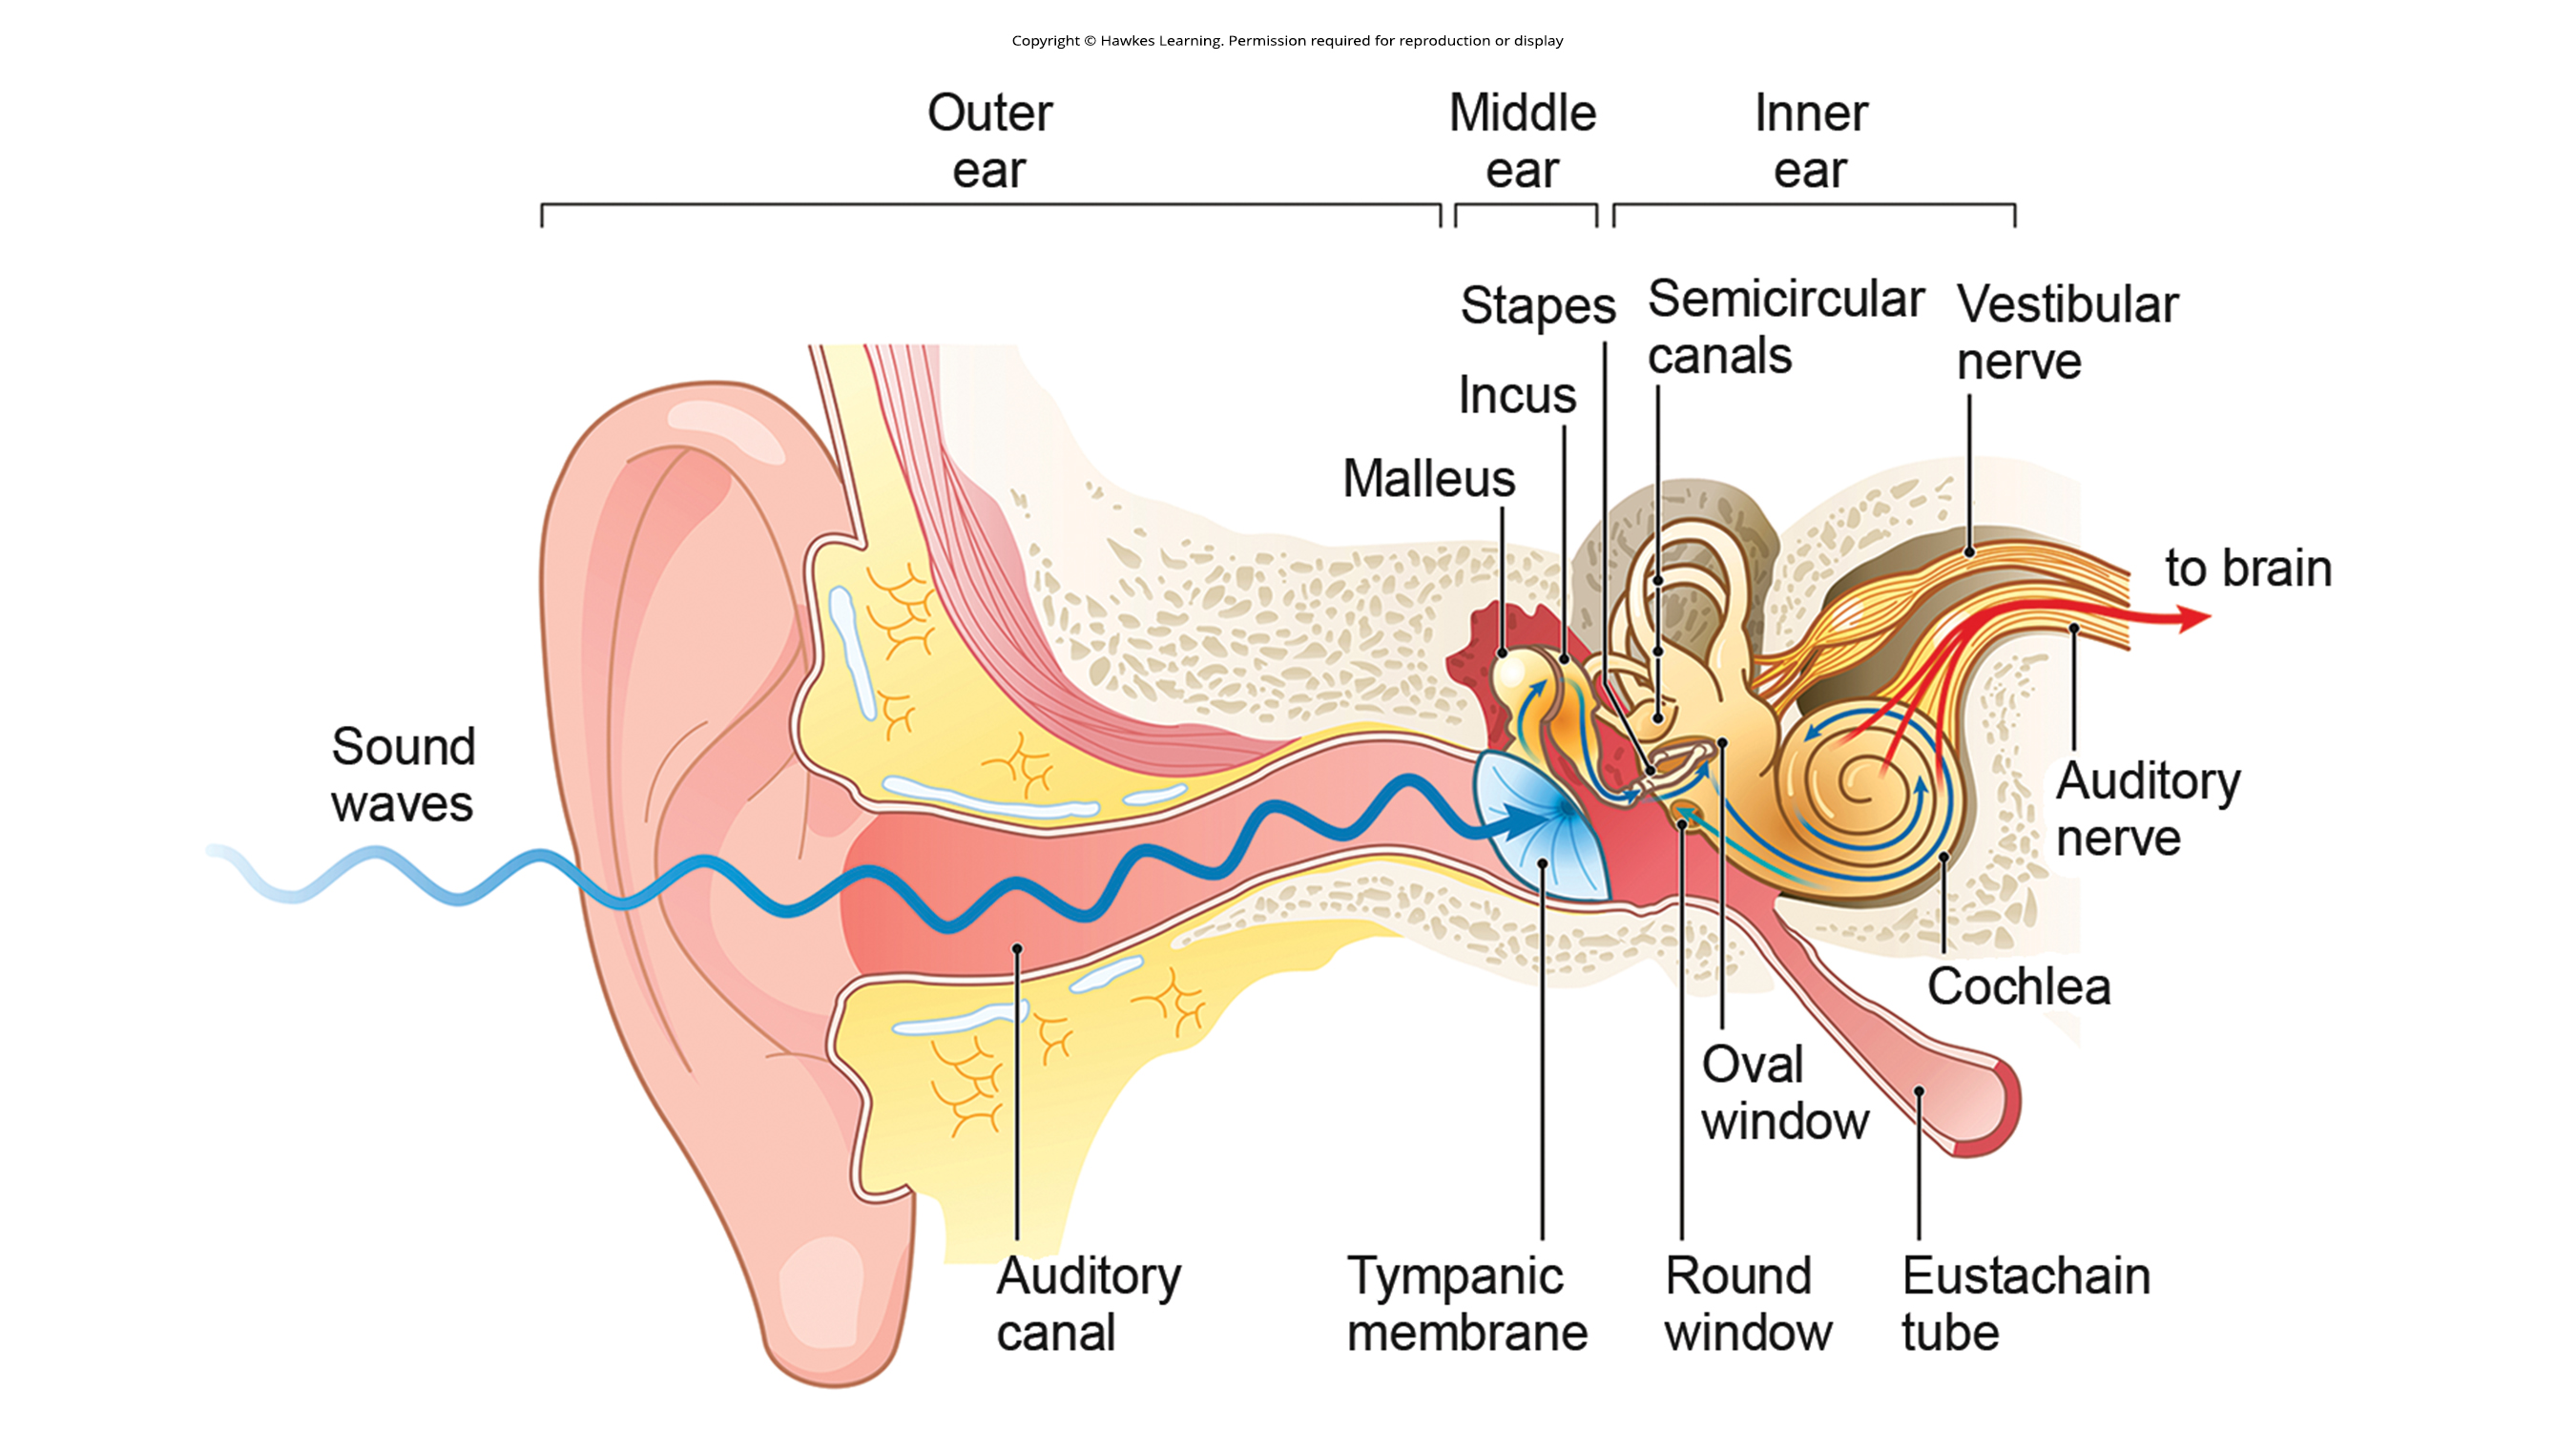 Copyright © Hawkes Learning. Permission required for reproduction or display
Outer
ear
Middle
ear
Inner
ear
Stapes
Semicircular
canals
Vestibular
nerve
Incus
Malleus
to brain
Sound
waves
Auditory
nerve
Cochlea
Oval
window
Auditory
canal
Tympanic
membrane
Round
window
Eustachain
tube